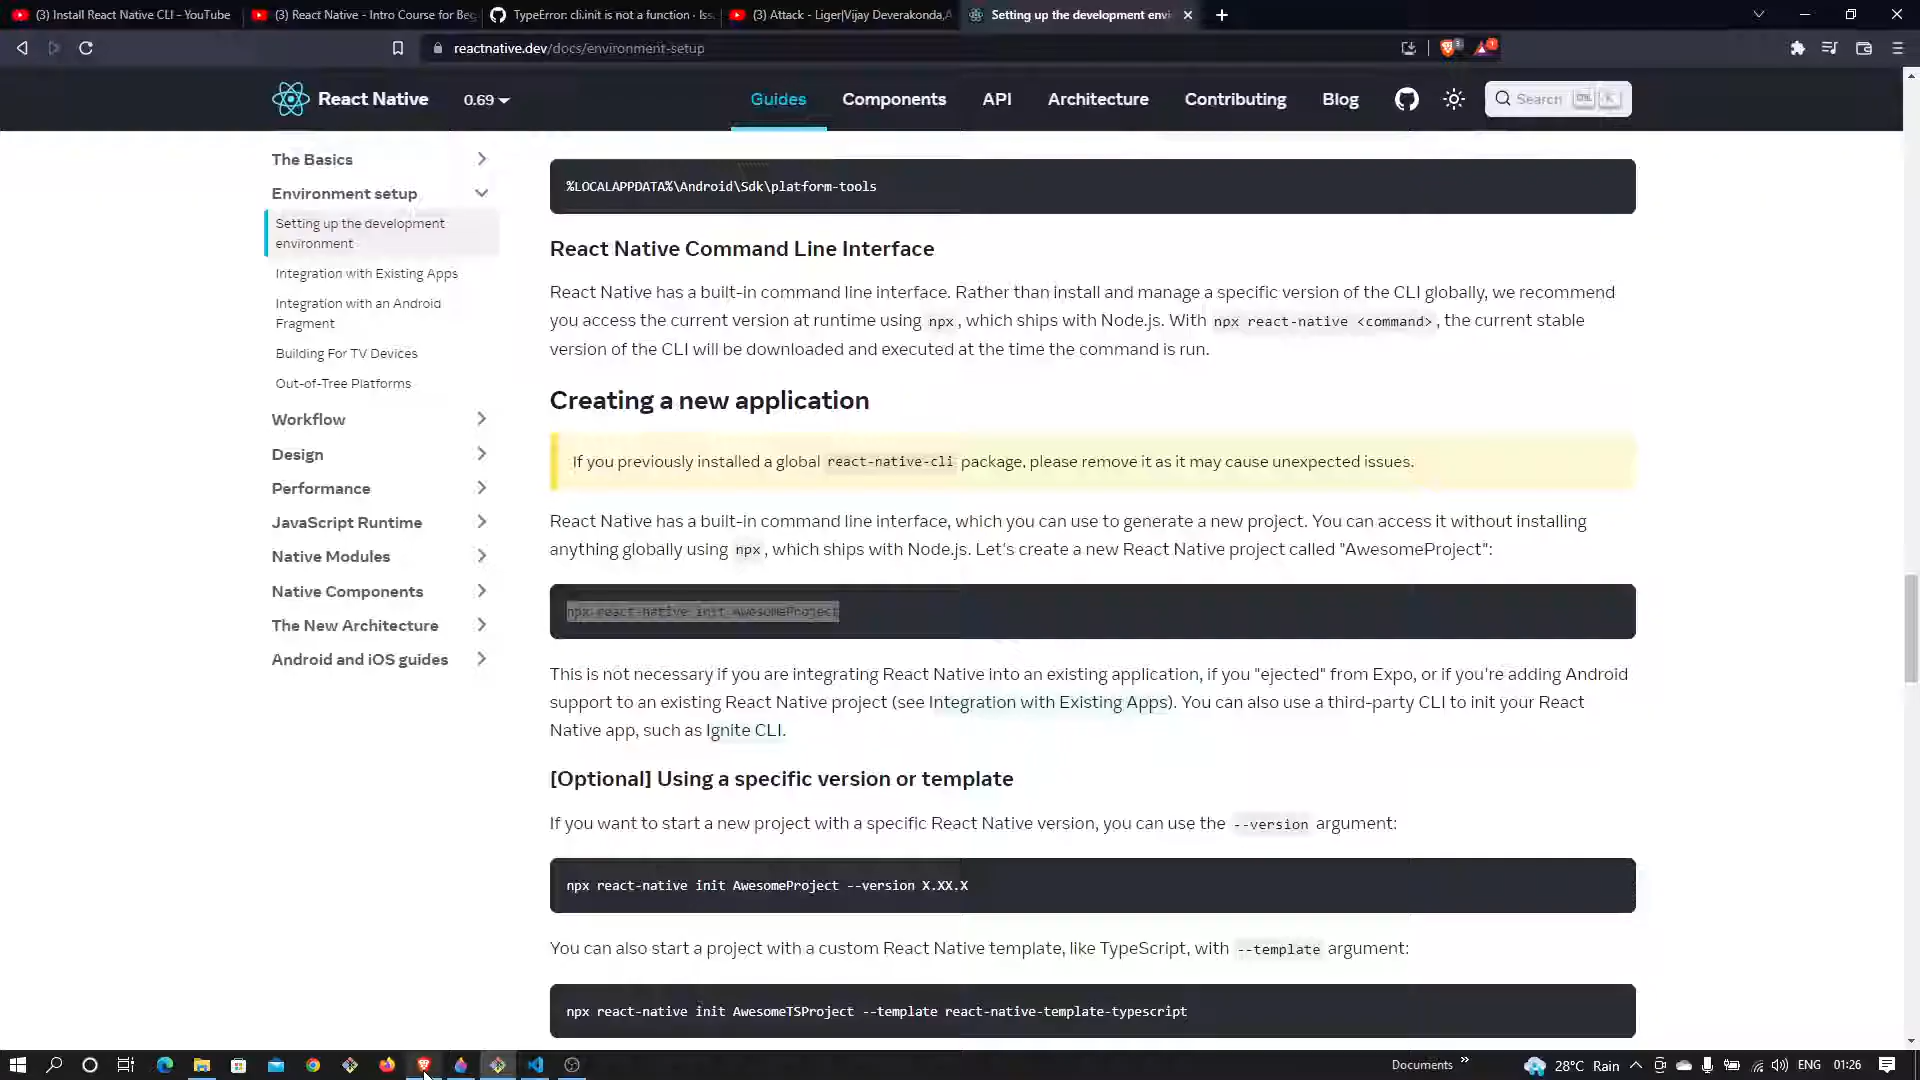 (3) Install React Native CLI - YouTube
(3) React Native - Intro Course for Beg
TypeError: cli.init is not a function · Iss
(3) Attack - Liger|Vijay Deverakonda,A
Setting up the development envi
reactnative.dev/docs/environment-setup
React Native
0.69
Guides
Components
API
Architecture
Contributing
Blog
Search
K
The Basics
Environment setup
Setting up the development
environment
Integration with Existing Apps
Integration with an Android
Fragment
Building For TV Devices
Out-of-Tree Platforms
Workflow
Design
Performance
JavaScript Runtime
Native Modules
Native Components
The New Architecture
Android and iOS guides
%LOCALAPPDATA%\Android\Sdk\platform-tools
React Native Command Line Interface
React Native has a built-in command line interface. Rather than install and manage a specific version of the CLI globally, we recommend
you access the current version at runtime using npx, which ships with Node.js. With npx react-native <command>, the current stable
version of the CLI will be downloaded and executed at the time the command is run.
Creating a new application
If you previously installed a global react-native-cli package, please remove it as it may cause unexpected issues.
React Native has a built-in command line interface, which you can use to generate a new project. You can access it without installing
anything globally using npx, which ships with Node.js. Let's create a new React Native project called "AwesomeProject":
npx react-native init AwesomeProject
This is not necessary if you are integrating React Native into an existing application, if you "ejected" from Expo, or if you're adding Android
support to an existing React Native project (see Integration with Existing Apps). You can also use a third-party CLI to init your React
Native app, such as Ignite CLI.
[Optional] Using a specific version or template
If you want to start a new project with a specific React Native version, you can use the --version argument:
npx react-native init AwesomeProject --version X.XX.X
You can also start a project with a custom React Native template, like TypeScript, with --template argument:
npx react-native init AwesomeTSProject --template react-native-template-typescript
Documents
28°C Rain
ENG
01:26